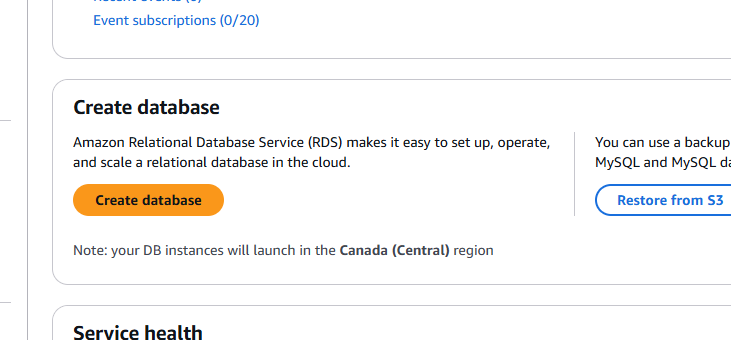 Event subscriptions (0/20)
Create database
Amazon Relational Database Service (RDS) makes it easy to set up, operate,
and scale a relational database in the cloud.
Create database
Note: your DB instances will launch in the Canada (Central) region
You can use a backup
MySQL and MySQL da
Restore from S3
Service health